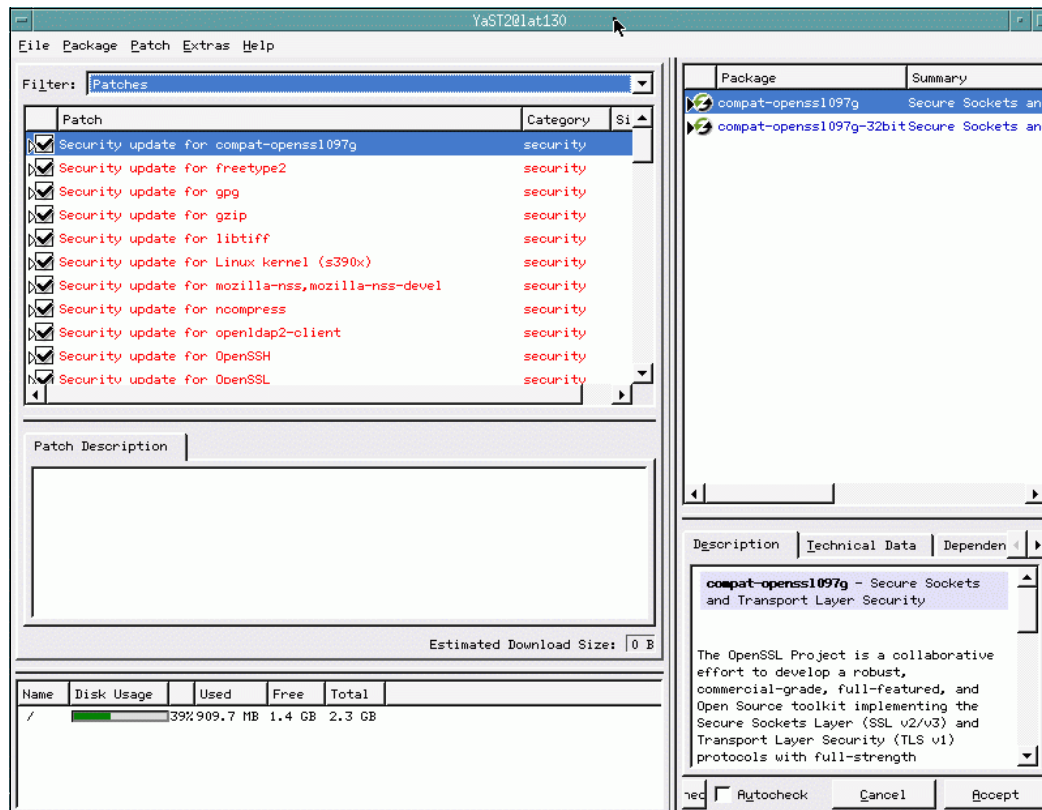 YaST2@lat130
File Package Patch Extras Help
Filter: Patches
Patch Category Si
Security update for compat-openssl097g security
Security update for freetype2 security
Security update for gpg security
Security update for gzip security
Security update for libtiff security
Security update for Linux kernel (s390x) security
Security update for mozilla-nss,mozilla-nss-devel security
Security update for ncompress security
Security update for openldap2-client security
Security update for OpenSSH security
Security update for OpenSSL security
Patch Description
Estimated Download Size: 0 B
Name Disk Usage Used Free Total
/ 39% 909.7 MB 1.4 GB 2.3 GB
Package Summary
compat-openssl097g Secure Sockets an
compat-openssl097g-32bit Secure Sockets an
Description Technical Data Dependen
compat-openssl097g - Secure Sockets
and Transport Layer Security
The OpenSSL Project is a collaborative
effort to develop a robust,
commercial-grade, full-featured, and
Open Source toolkit implementing the
Secure Sockets Layer (SSL v2/v3) and
Transport Layer Security (TLS v1)
protocols with full-strength
Autocheck Cancel Accept